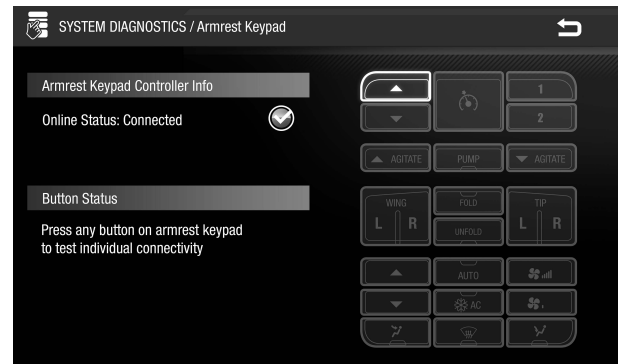 SYSTEM DIAGNOSTICS / Armrest Keypad
Armrest Keypad Controller Info
Online Status: Connected
Button Status
Press any button on armrest keypad
to test individual connectivity
1
2
AGITATE PUMP AGITATE
WING FOLD TIP
L R UNFOLD L R
AUTO
AC